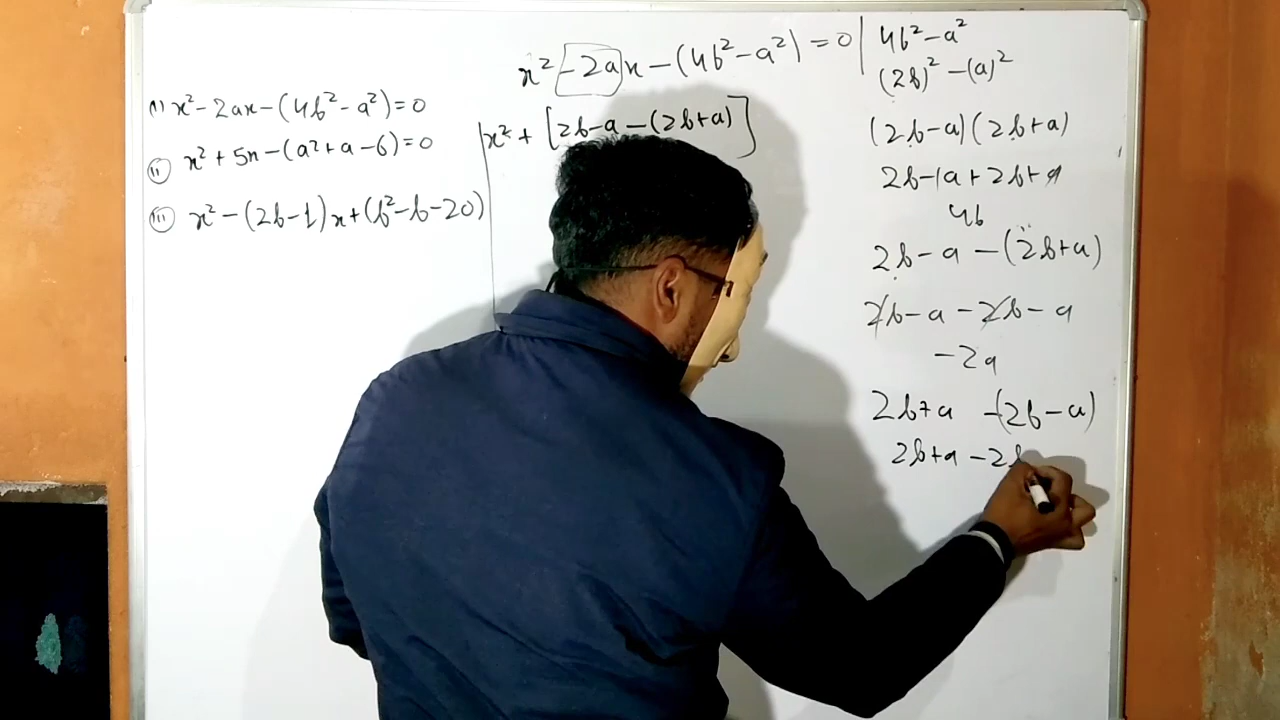 (i) x² - 2ax - (4b² - a²) = 0
(ii) x² + 5x - (a² + a - 6) = 0
(iii) x² - (2b - 1)x + (b² - b - 20)
x² - 2ax - (4b² - a²) = 0
x² + [2b - a - (2b + a)]
4b² - a²
(2b)² - (a)²
(2b - a)(2b + a)
2b - a + 2b + a
4b
2b - a - (2b + a)
2b - a - 2b - a
-2a
2b + a - (2b - a)
2b + a - 2b